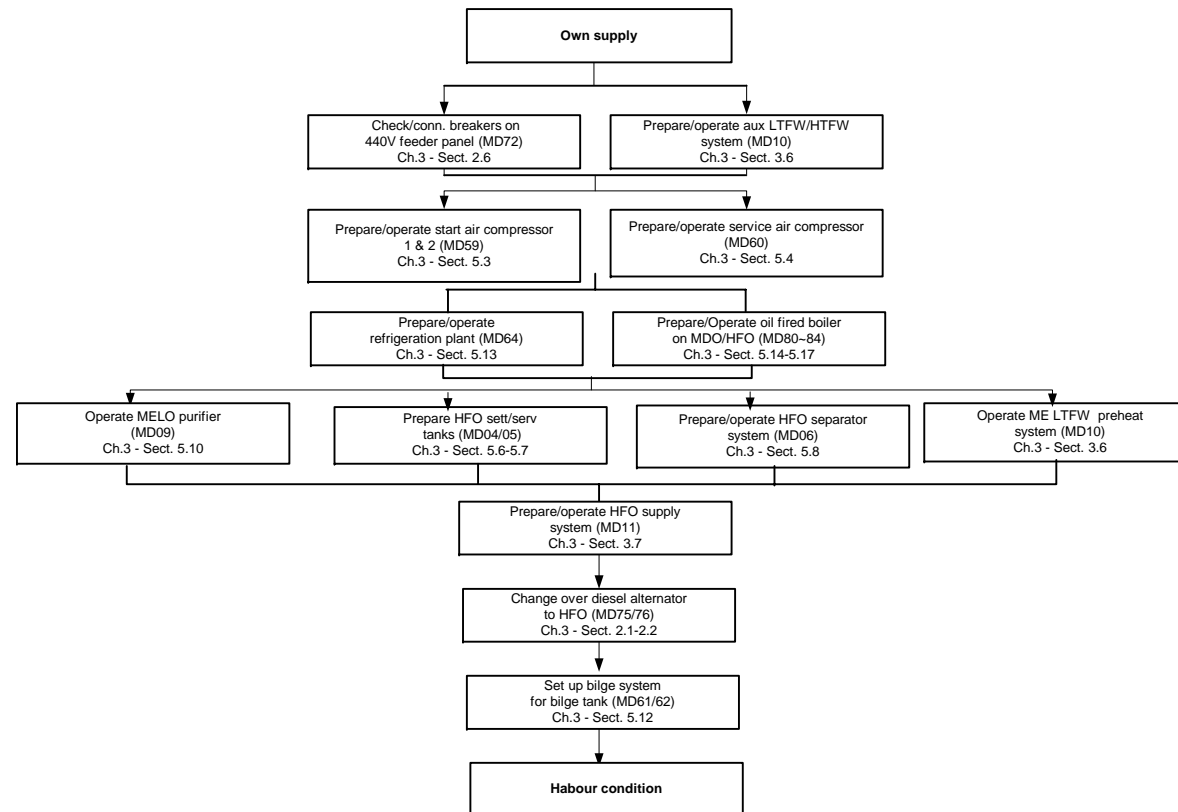 Own supply
Check/conn. breakers on
440V feeder panel (MD72)
Ch.3 - Sect. 2.6
Prepare/operate aux LTFW/HTFW
system (MD10)
Ch.3 - Sect. 3.6
Prepare/operate start air compressor
1 & 2 (MD59)
Ch.3 - Sect. 5.3
Prepare/operate service air compressor
(MD60)
Ch.3 - Sect. 5.4
Prepare/operate
refrigeration plant (MD64)
Ch.3 - Sect. 5.13
Prepare/Operate oil fired boiler
on MDO/HFO (MD80~84)
Ch.3 - Sect. 5.14-5.17
Operate MELO purifier
(MD09)
Ch.3 - Sect. 5.10
Prepare HFO sett/serv
tanks (MD04/05)
Ch.3 - Sect. 5.6-5.7
Prepare/operate HFO separator
system (MD06)
Ch.3 - Sect. 5.8
Operate ME LTFW preheat
system (MD10)
Ch.3 - Sect. 3.6
Prepare/operate HFO supply
system (MD11)
Ch.3 - Sect. 3.7
Change over diesel alternator
to HFO (MD75/76)
Ch.3 - Sect. 2.1-2.2
Set up bilge system
for bilge tank (MD61/62)
Ch.3 - Sect. 5.12
Habour condition